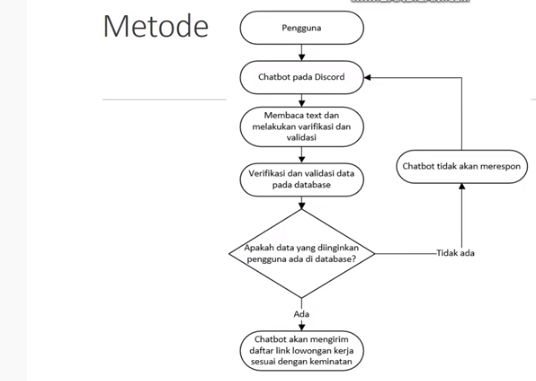 Metode
Pengguna
Chatbot pada Discord
Membaca text dan
melakukan varifikasi dan
validasi
Verifikasi dan validasi data
pada database
Chatbot tidak akan merespon
Apakah data yang diinginkan
pengguna ada di database?
Tidak ada
Ada
Chatbot akan mengirim
daftar link lowongan kerja
sesuai dengan keminatan